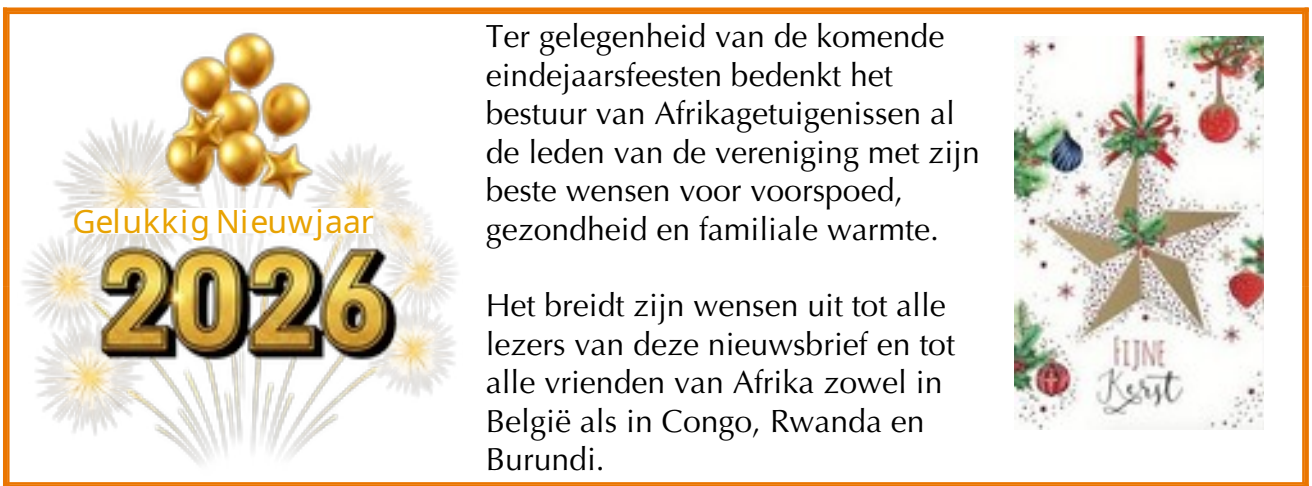 Gelukkig Nieuwjaar
2026
Ter gelegenheid van de komende
eindejaarsfeesten bedenkt het
bestuur van Afrikagetuigenissen al
de leden van de vereniging met zijn
beste wensen voor voorspoed,
gezondheid en familiale warmte.
Het breidt zijn wensen uit tot alle
lezers van deze nieuwsbrief en tot
alle vrienden van Afrika zowel in
België als in Congo, Rwanda en
Burundi.
FIJNE
Kerst